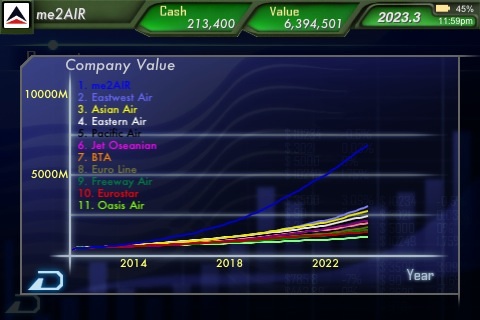 me2AIR
Cash
213,400
Value
6,394,501
2023.3
45%
11:59pm
Company Value
10000M
5000M
1. me2AIR
2. Eastwest Air
3. Asian Air
4. Eastern Air
5. Pacific Air
6. Jet Oseanian
7. BTA
8. Euro Line
9. Freeway Air
10. Eurostar
11. Oasis Air
2014
2018
2022
Year